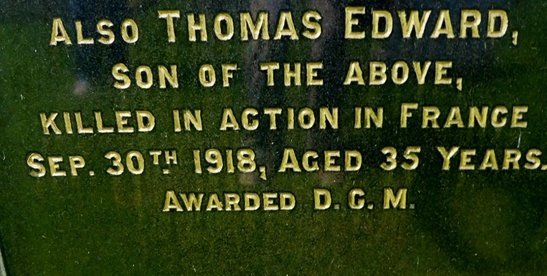 ALSO THOMAS EDWARD,
SON OF THE ABOVE,
KILLED IN ACTION IN FRANCE
SEP. 30TH 1918, AGED 35 YEARS.
AWARDED D.C.M.